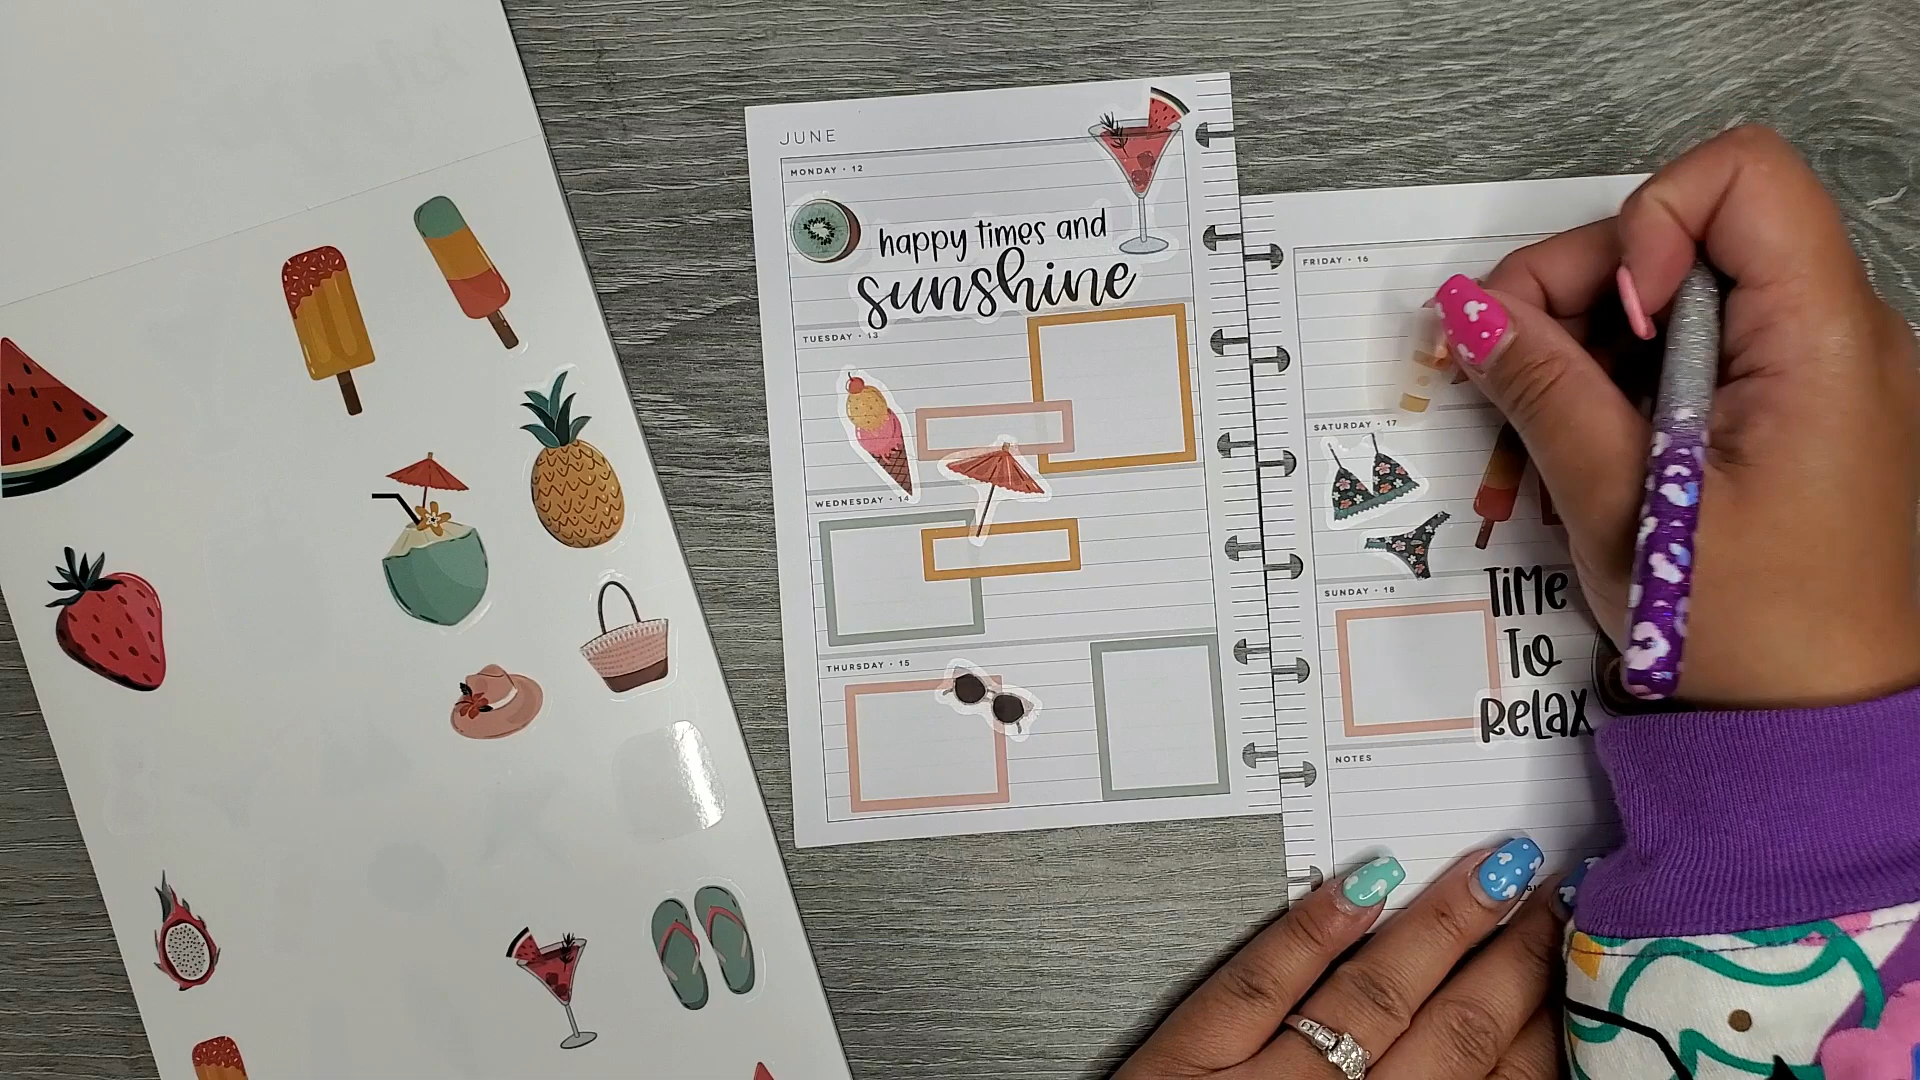 JUNE
MONDAY · 12
happy times and
sunshine
TUESDAY · 13
WEDNESDAY · 14
THURSDAY · 15
FRIDAY · 16
SATURDAY · 17
SUNDAY · 18
TiMe
To
ReLax
NOTES